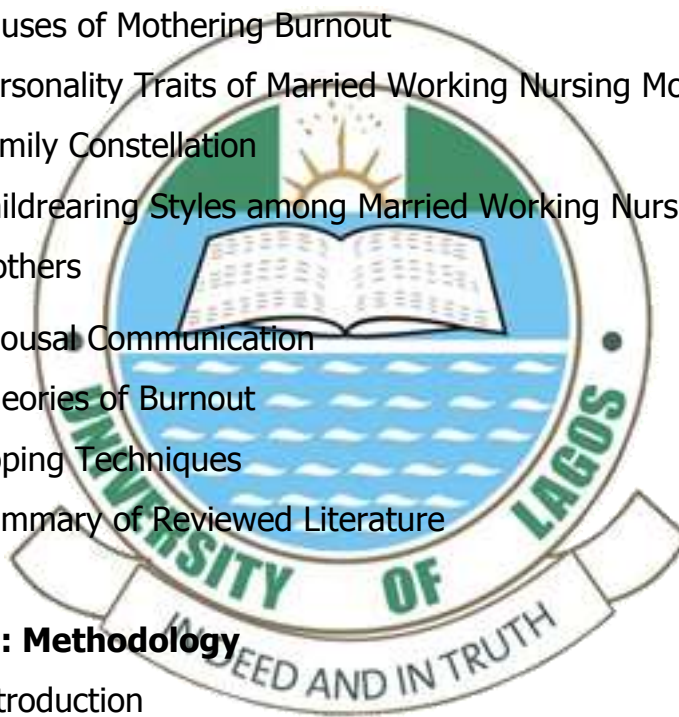 uses of Mothering Burnout
ersonality Traits of Married Working Nursing Mo
mily Constellation
ildrearing Styles among Married Working Nurs
others
ousal Communication
eories of Burnout
ping Techniques
mmary of Reviewed Literature
UNIVERSITY OF LAGOS
: Methodology
IN DEED AND IN TRUTH
troduction